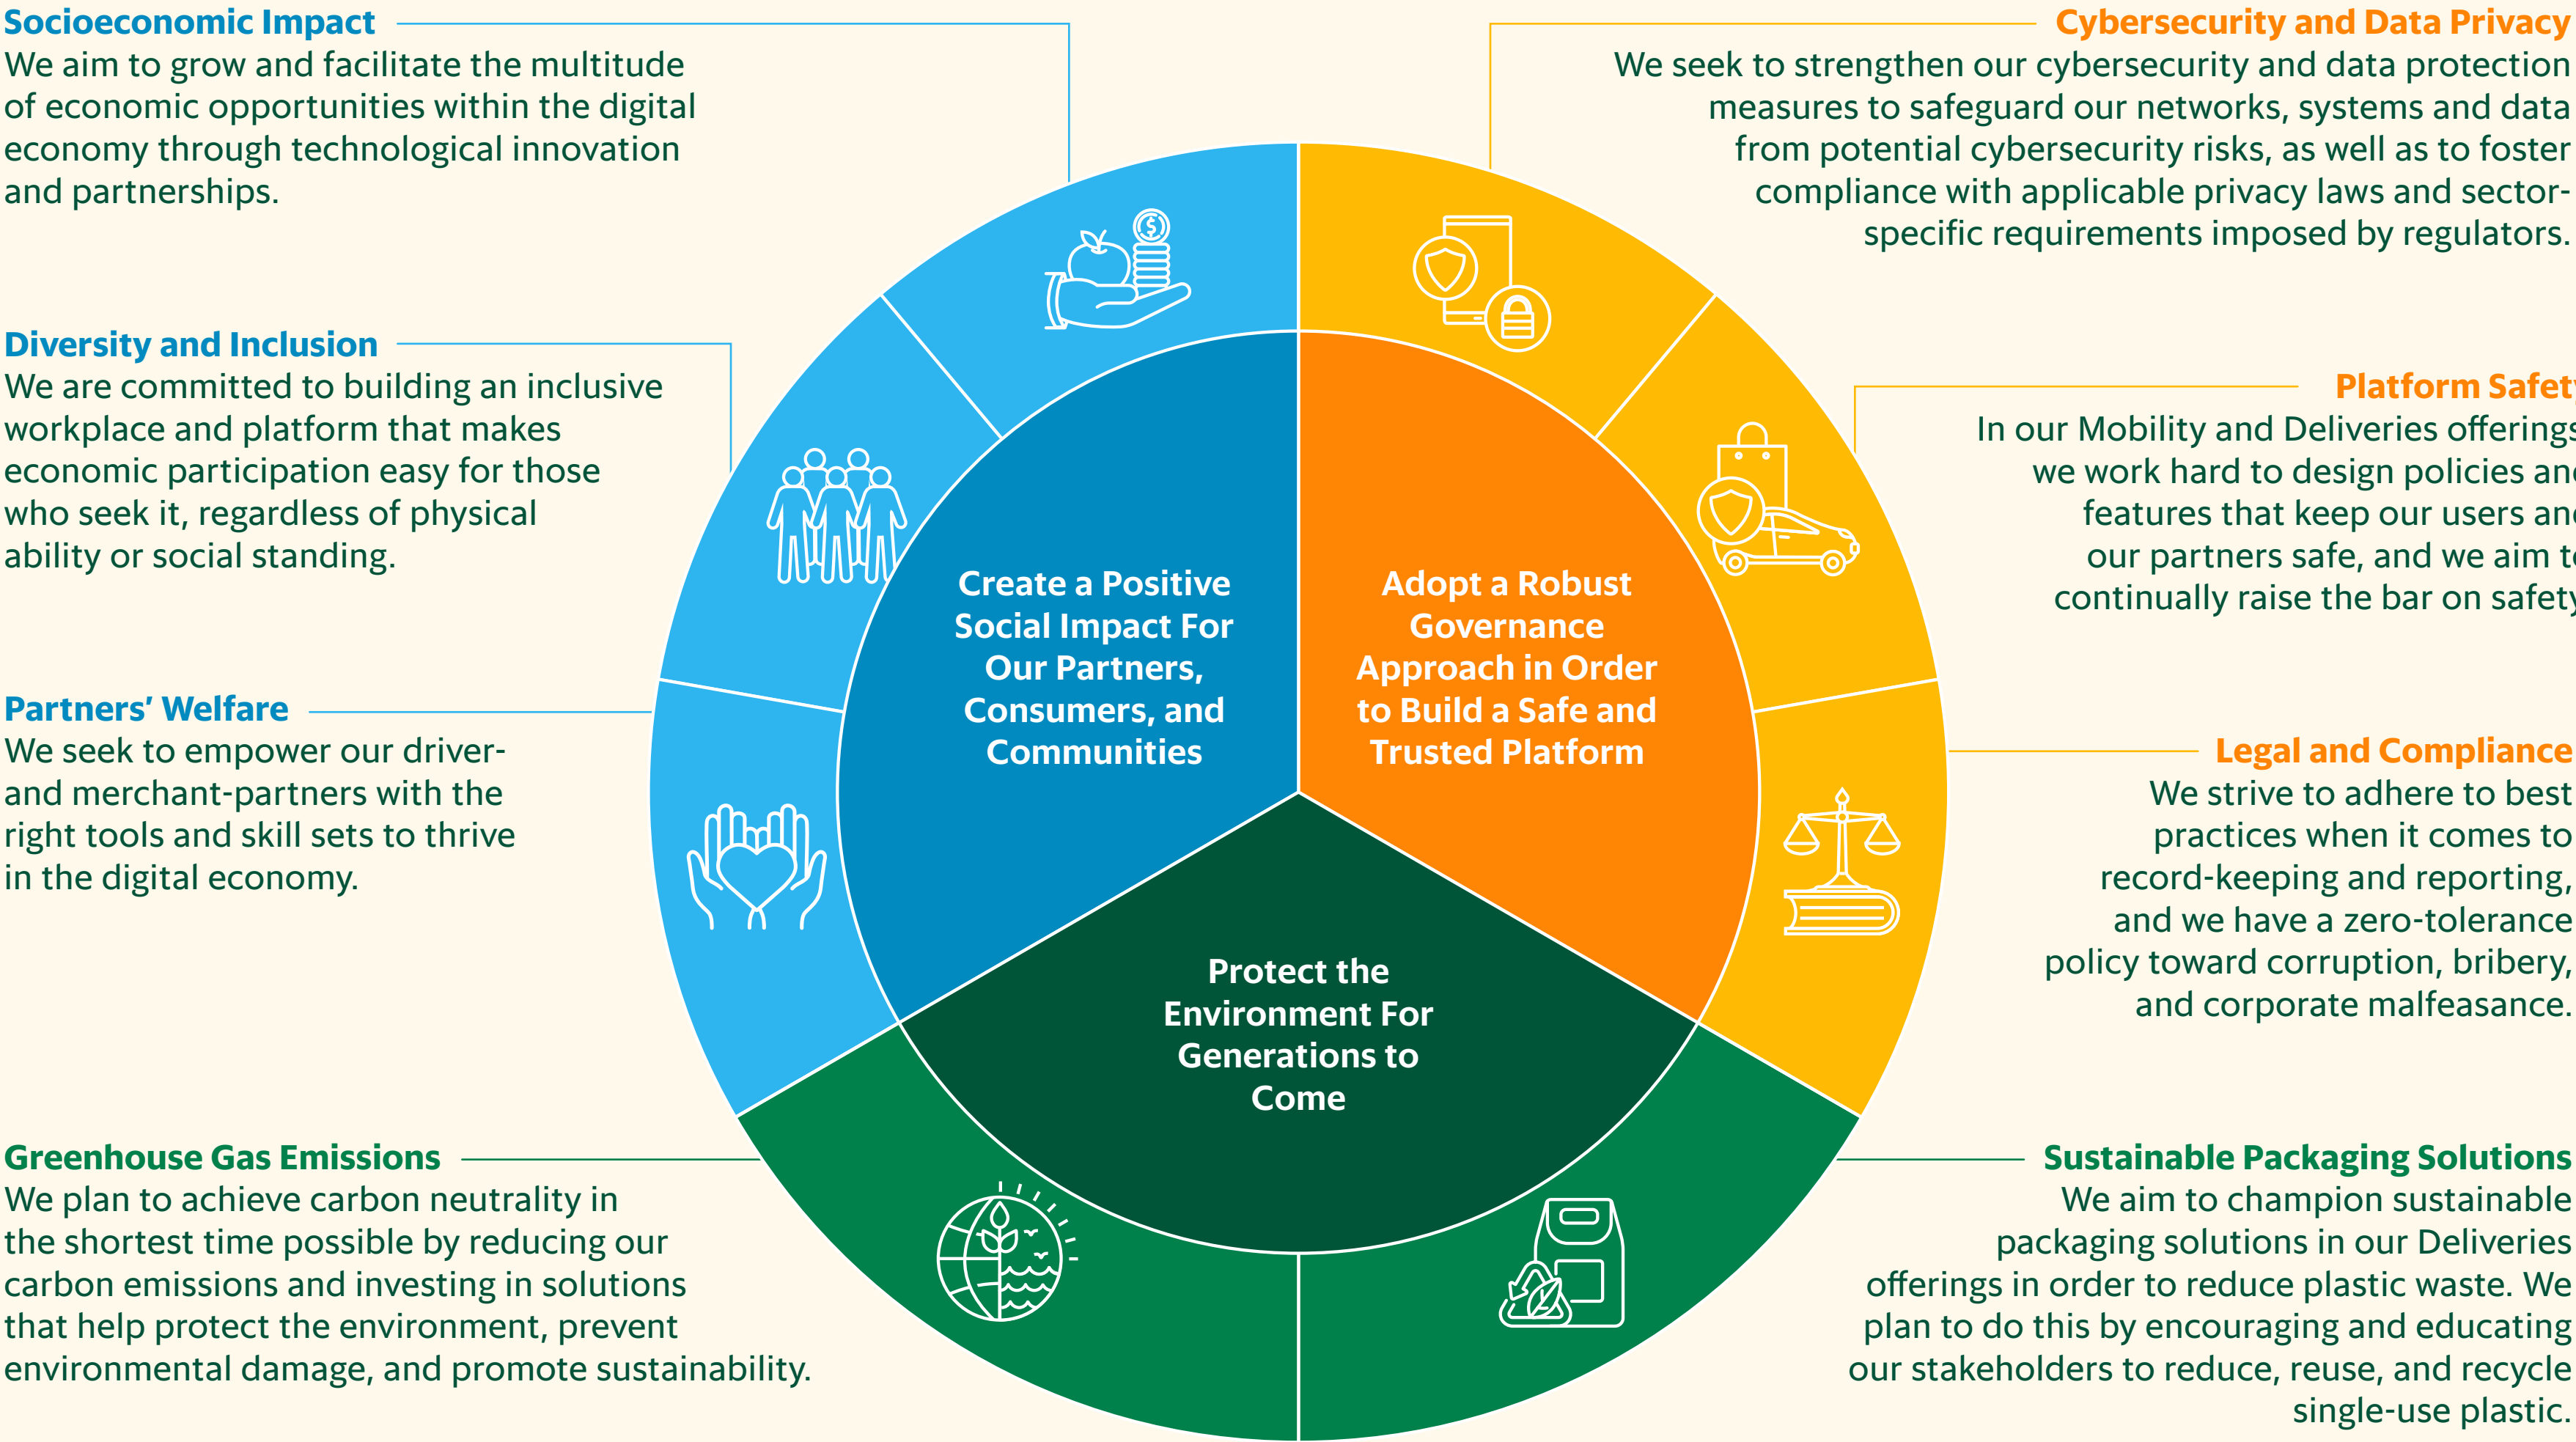 Socioeconomic Impact
We aim to grow and facilitate the multitude
of economic opportunities within the digital
economy through technological innovation
and partnerships.
Diversity and Inclusion
We are committed to building an inclusive
workplace and platform that makes
economic participation easy for those
who seek it, regardless of physical
ability or social standing.
Partners’ Welfare
We seek to empower our driver-
and merchant-partners with the
right tools and skill sets to thrive
in the digital economy.
Greenhouse Gas Emissions
We plan to achieve carbon neutrality in
the shortest time possible by reducing our
carbon emissions and investing in solutions
that help protect the environment, prevent
environmental damage, and promote sustainability.
Create a Positive
Social Impact For
Our Partners,
Consumers, and
Communities
Adopt a Robust
Governance
Approach in Order
to Build a Safe and
Trusted Platform
Protect the
Environment For
Generations to
Come
Cybersecurity and Data Privacy
We seek to strengthen our cybersecurity and data protection
measures to safeguard our networks, systems and data
from potential cybersecurity risks, as well as to foster
compliance with applicable privacy laws and sector-
specific requirements imposed by regulators.
Platform Safety
In our Mobility and Deliveries offerings
we work hard to design policies and
features that keep our users and
our partners safe, and we aim to
continually raise the bar on safety
Legal and Compliance
We strive to adhere to best
practices when it comes to
record-keeping and reporting,
and we have a zero-tolerance
policy toward corruption, bribery,
and corporate malfeasance.
Sustainable Packaging Solutions
We aim to champion sustainable
packaging solutions in our Deliveries
offerings in order to reduce plastic waste. We
plan to do this by encouraging and educating
our stakeholders to reduce, reuse, and recycle
single-use plastic.